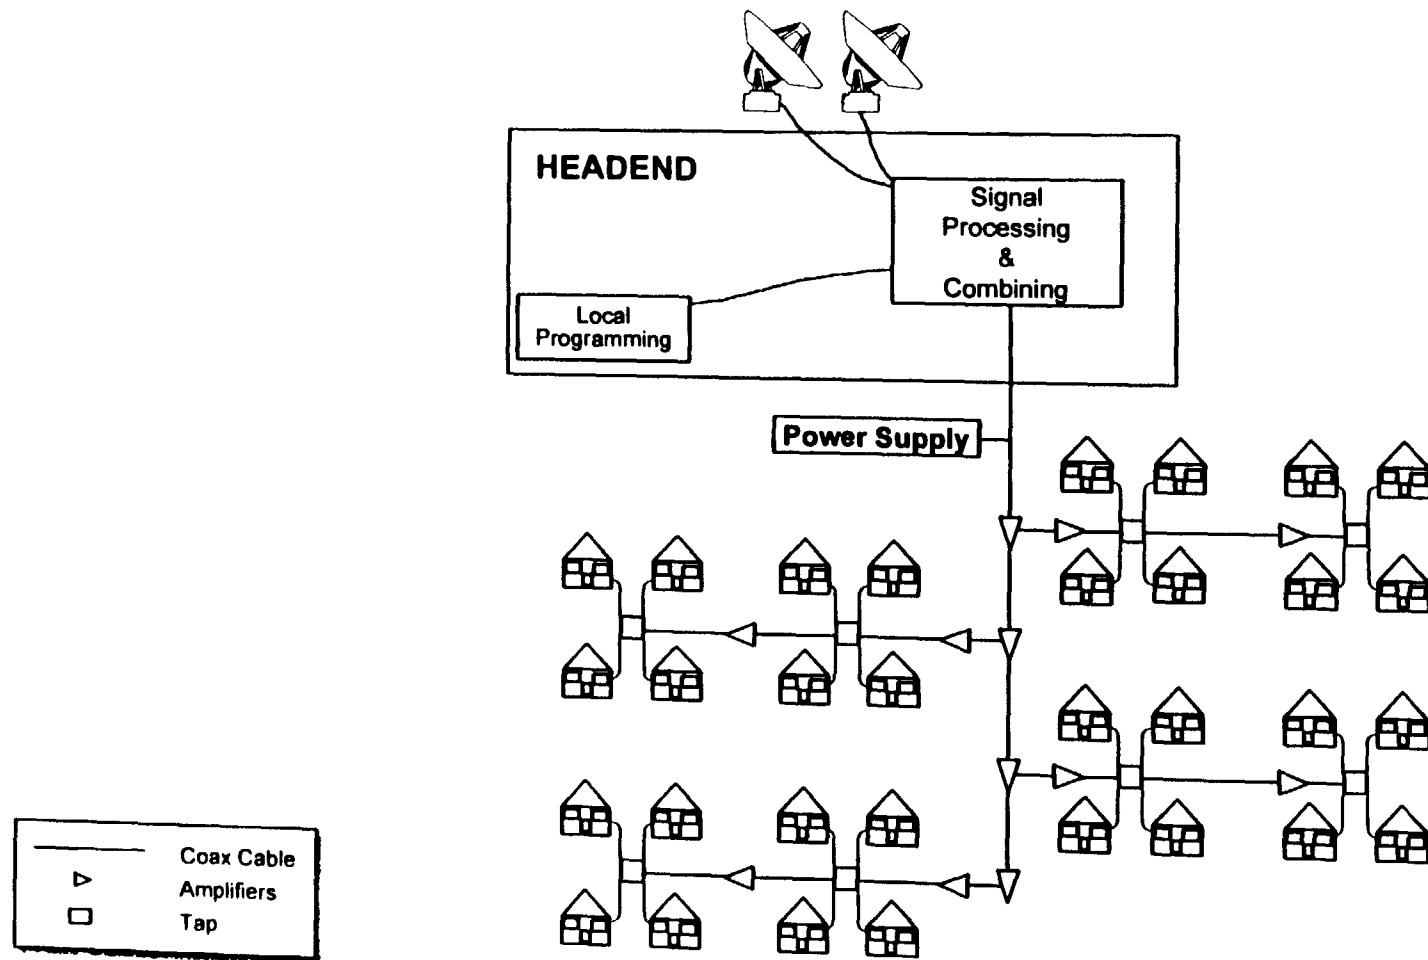 HEADEND
Signal
Processing
&
Combining
Local
Programming
Power Supply
Coax Cable
Amplifiers
Tap